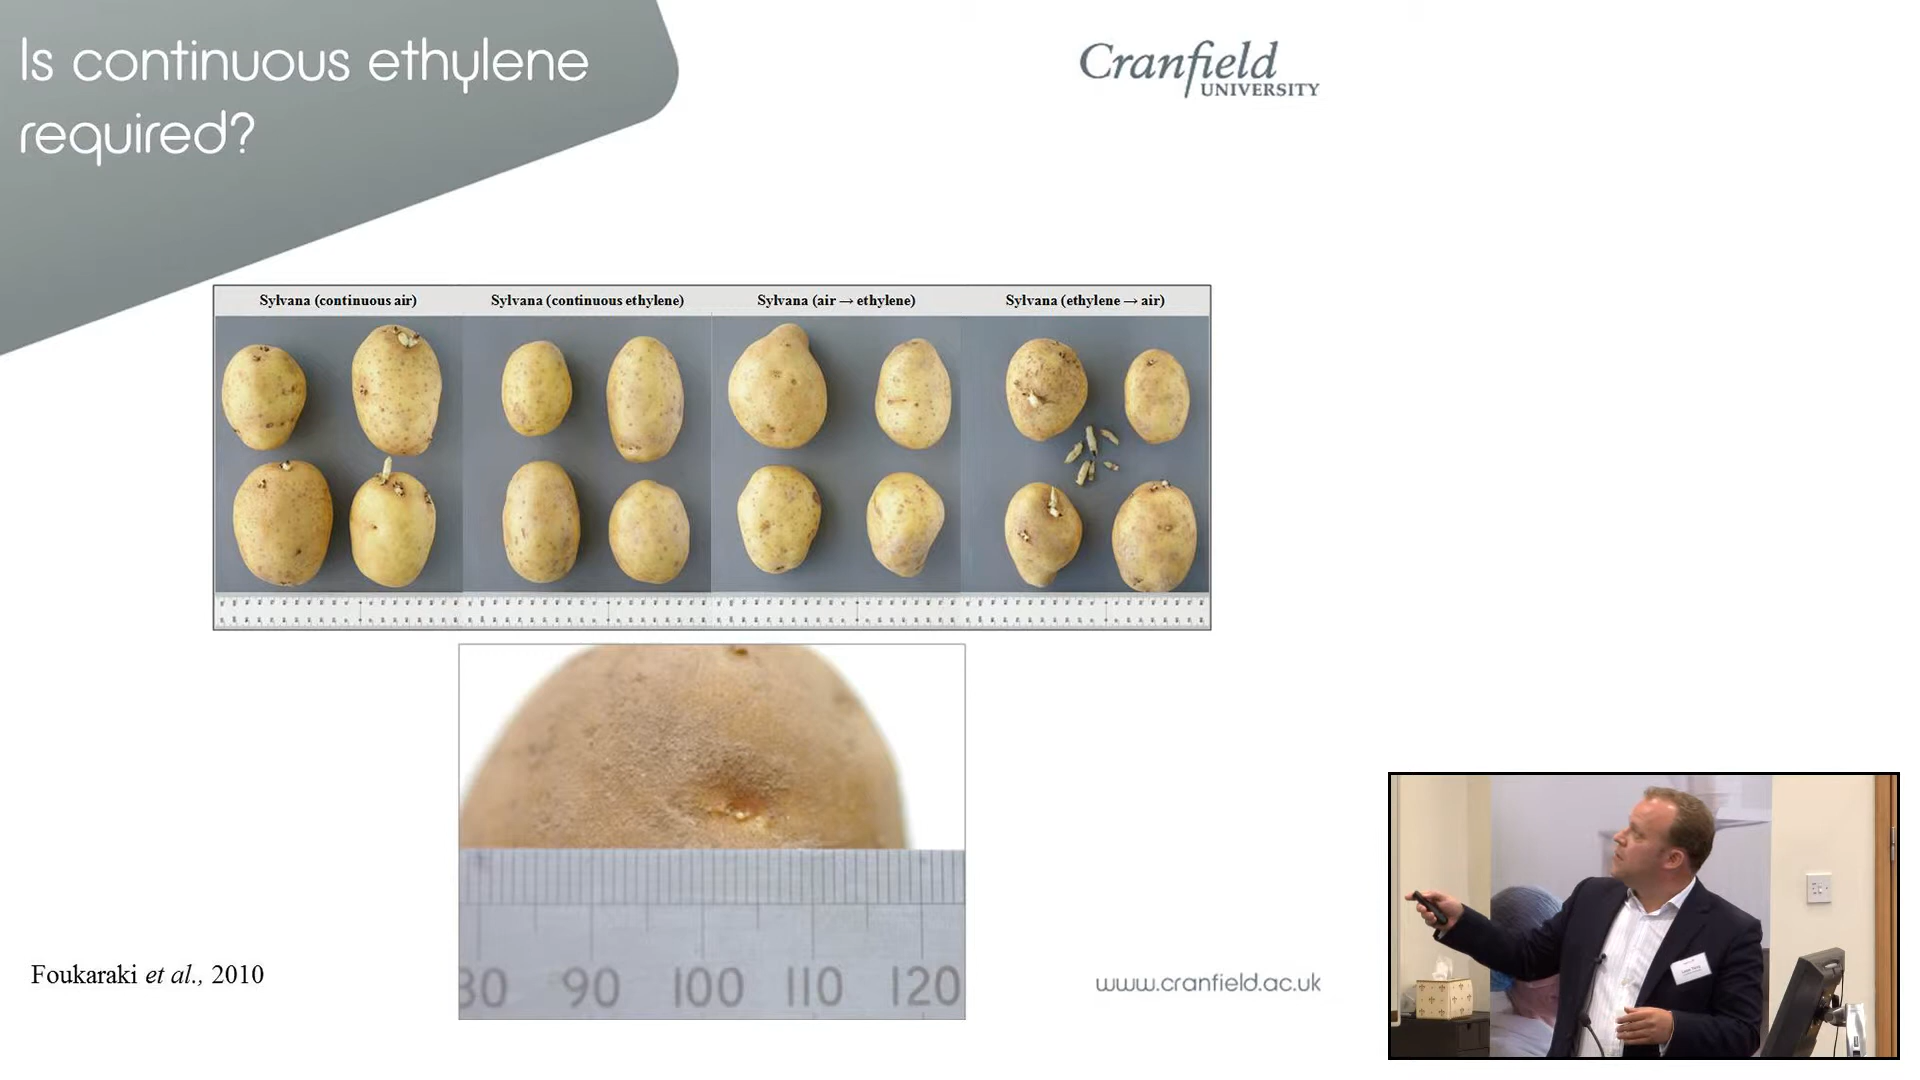 Is continuous ethylene
required?
Cranfield
UNIVERSITY
Sylvana (continuous air)
Sylvana (continuous ethylene)
Sylvana (air → ethylene)
Sylvana (ethylene → air)
80 90 100 110 120
Foukaraki et al., 2010
www.cranfield.ac.uk